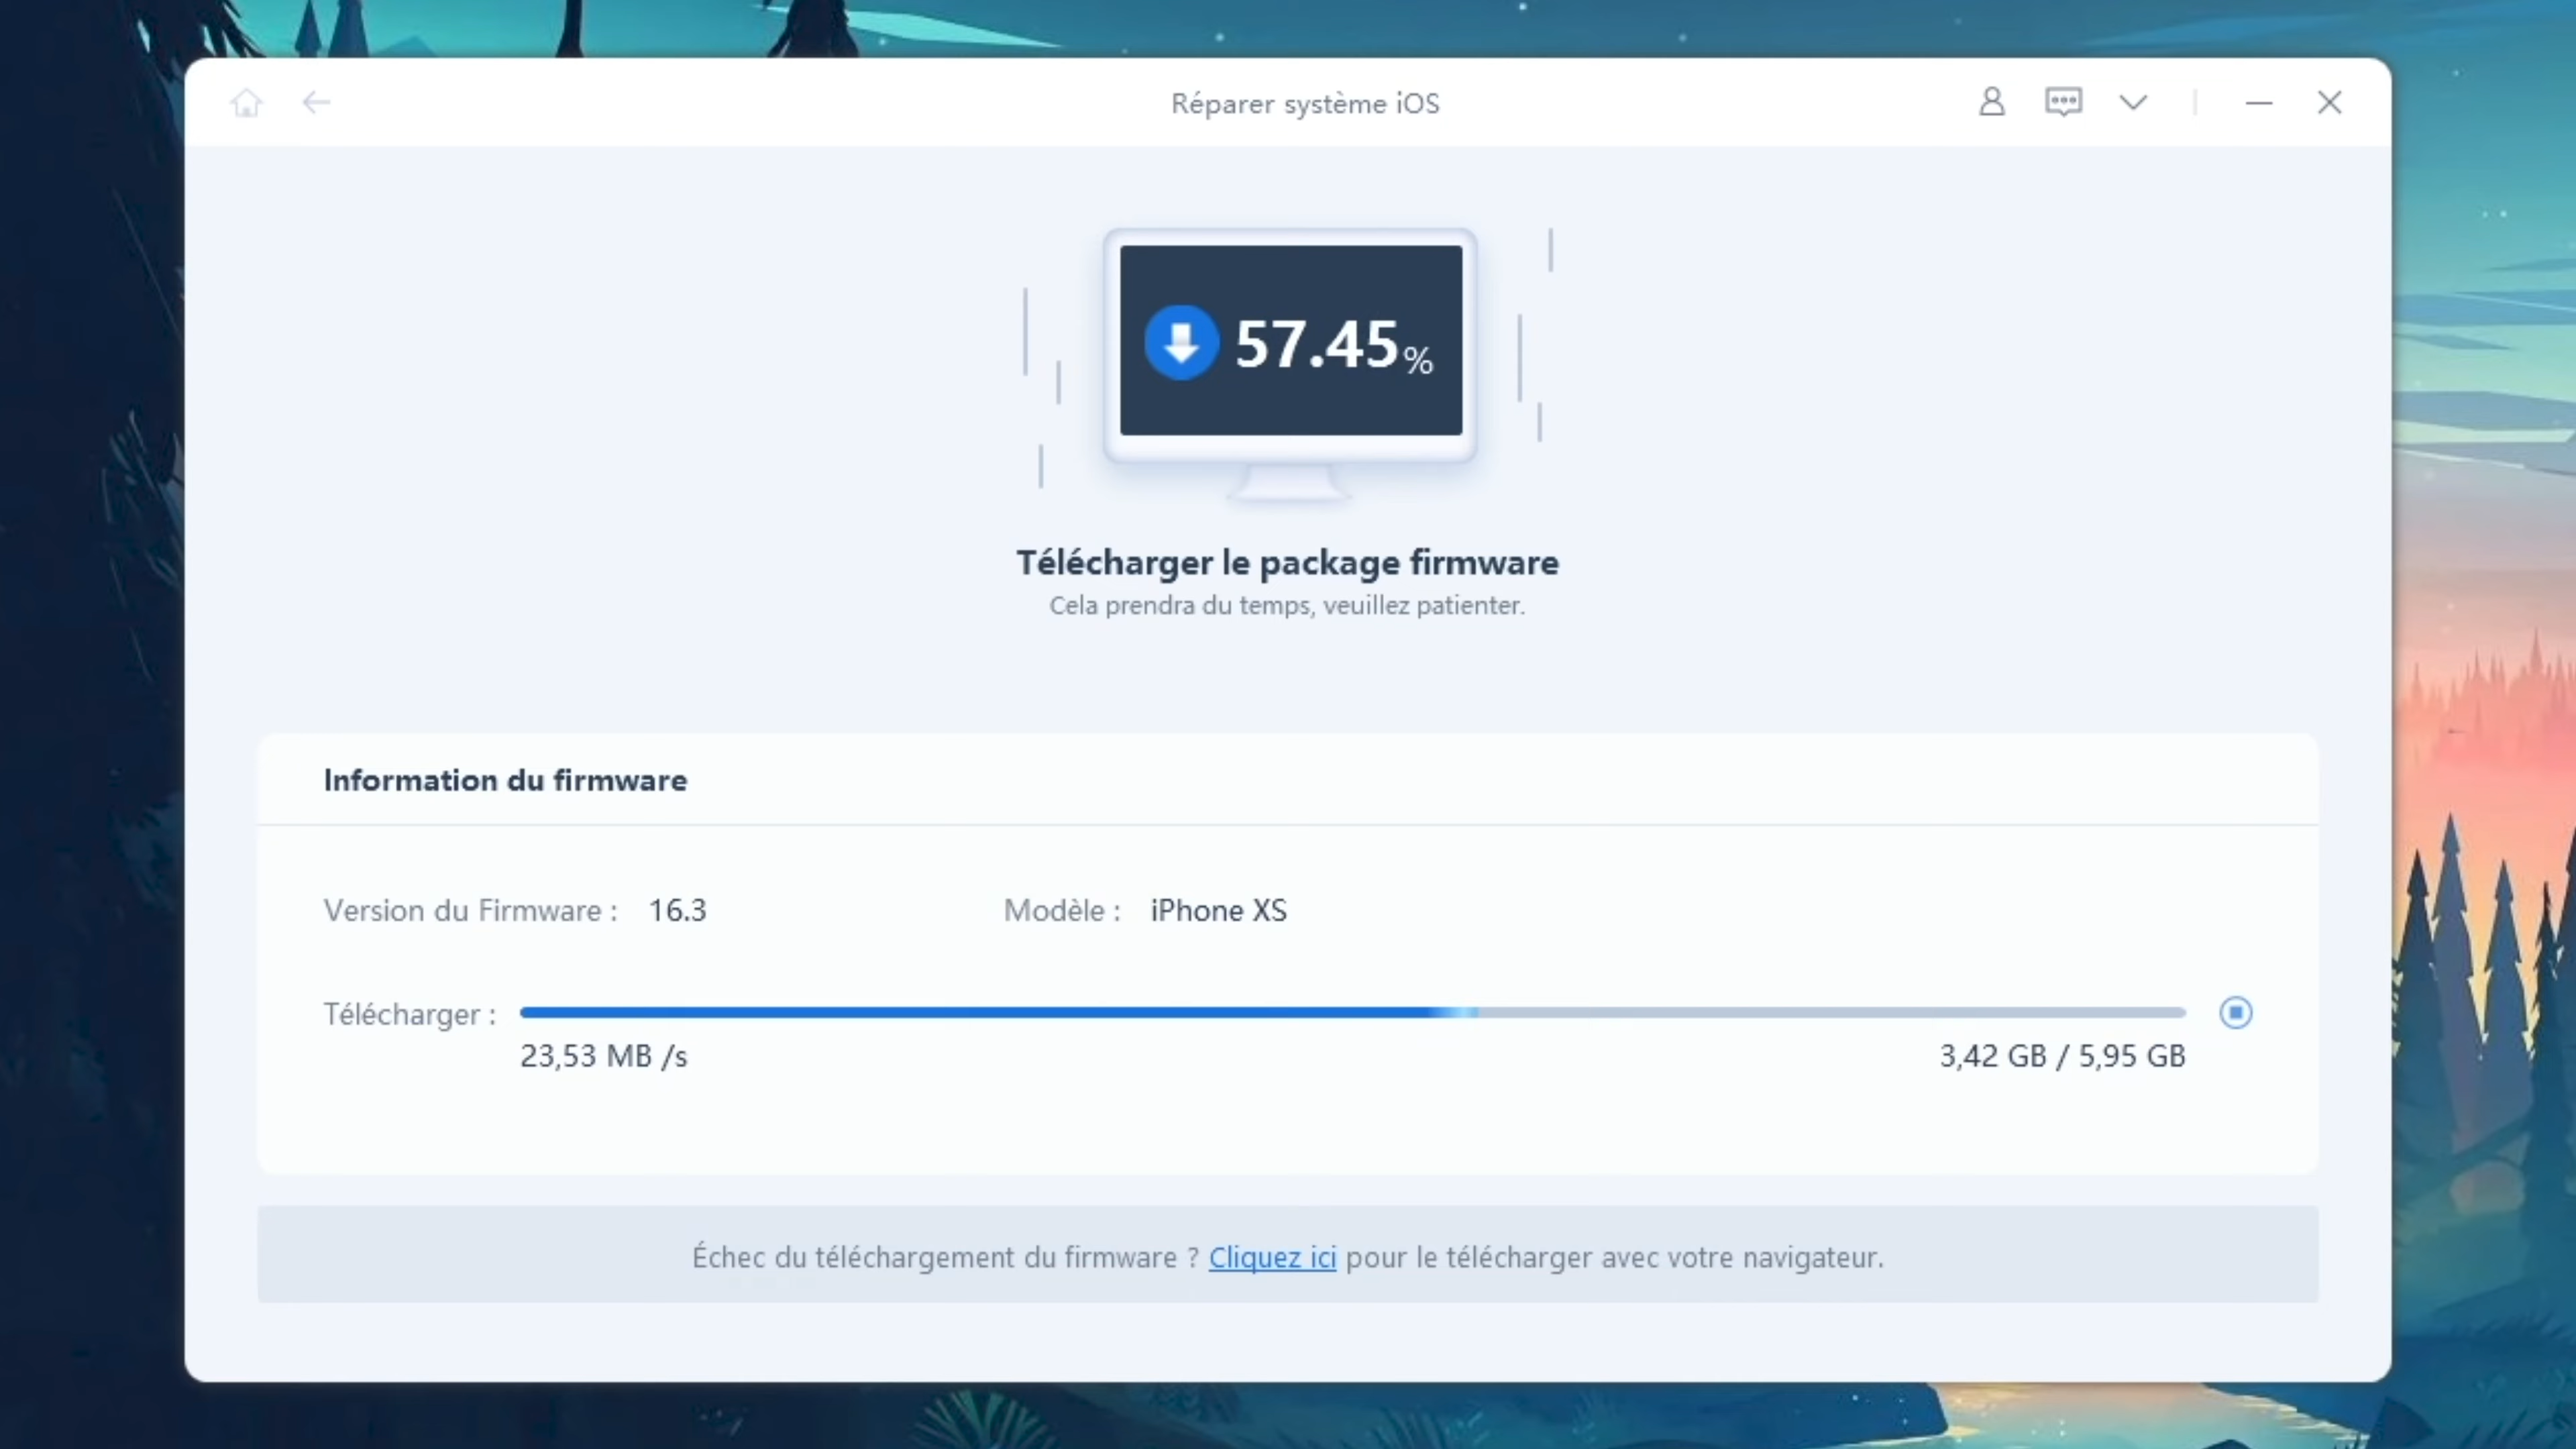 Réparer système iOS
57.45%
Télécharger le package firmware
Cela prendra du temps, veuillez patienter.
Information du firmware
Version du Firmware : 16.3
Modèle : iPhone XS
Télécharger :
23,53 MB /s
3,42 GB / 5,95 GB
Échec du téléchargement du firmware ? Cliquez ici pour le télécharger avec votre navigateur.